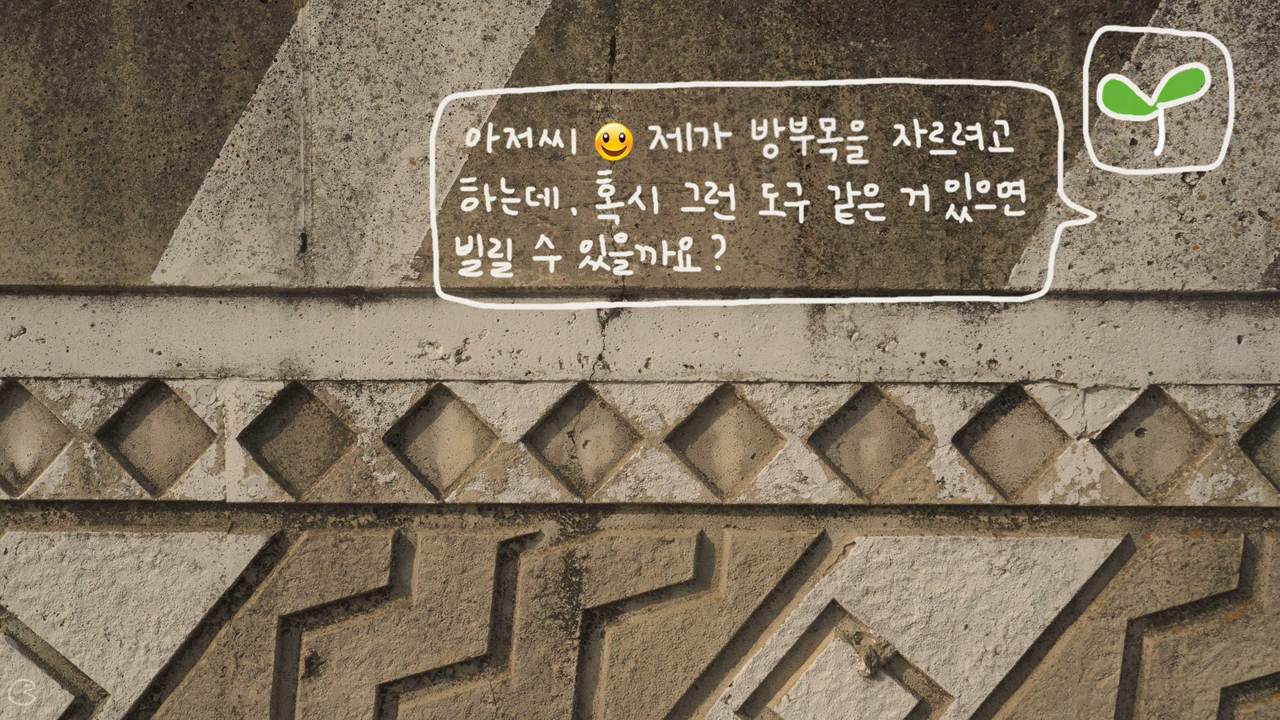 아저씨 😃 제가 방부목을 자르려고
하는데, 혹시 그런 도구 같은 거 있으면
빌릴 수 있을까요?